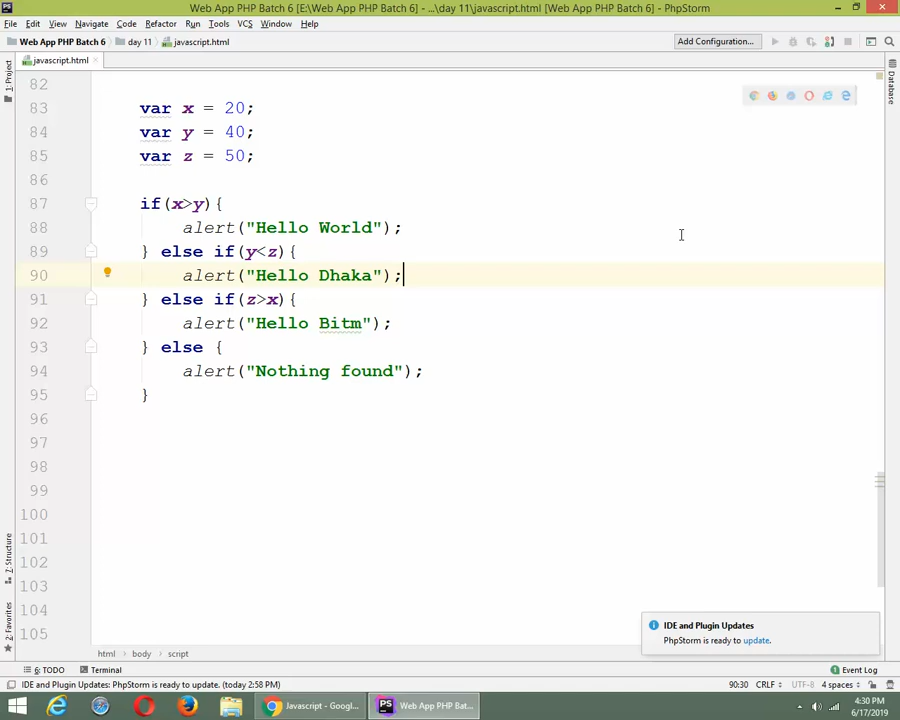 Web App PHP Batch 6 [E:\Web App PHP Batch 6] - ...\day 11\javascript.html [Web App PHP Batch 6] - PhpStorm
File Edit View Navigate Code Refactor Run Tools VCS Window Help
Web App PHP Batch 6 day 11 javascript.html Add Configuration...
javascript.html
1: Project
Database
82
83 var x = 20;
84 var y = 40;
85 var z = 50;
86
87 if(x>y){
88 alert("Hello World");
89 } else if(y<z){
90 alert("Hello Dhaka");
91 } else if(z>x){
92 alert("Hello Bitm");
93 } else {
94 alert("Nothing found");
95 }
96
97
98
99
100
101
102
103
104
105
7: Structure
2: Favorites
IDE and Plugin Updates
PhpStorm is ready to update.
html body script
6: TODO Terminal Event Log
IDE and Plugin Updates: PhpStorm is ready to update. (today 2:58 PM) 90:30 CRLF UTF-8 4 spaces
Javascript - Googl... Web App PHP Bat...
4:30 PM
6/17/2019